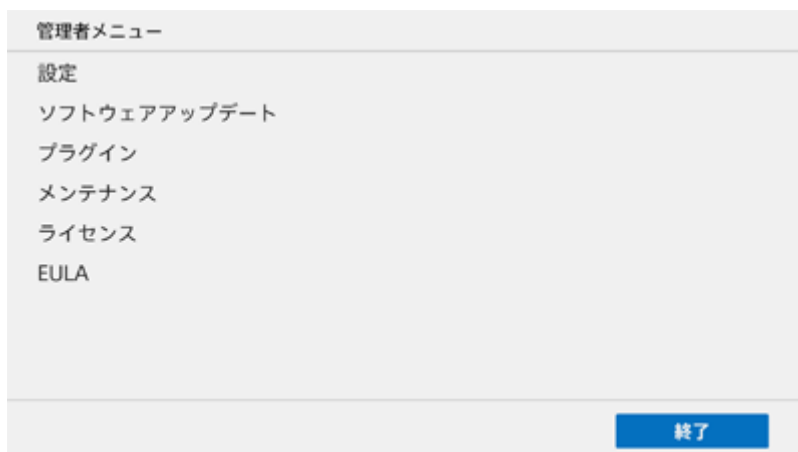 管理者メニュー
設定
ソフトウェアアップデート
プラグイン
メンテナンス
ライセンス
EULA
終了